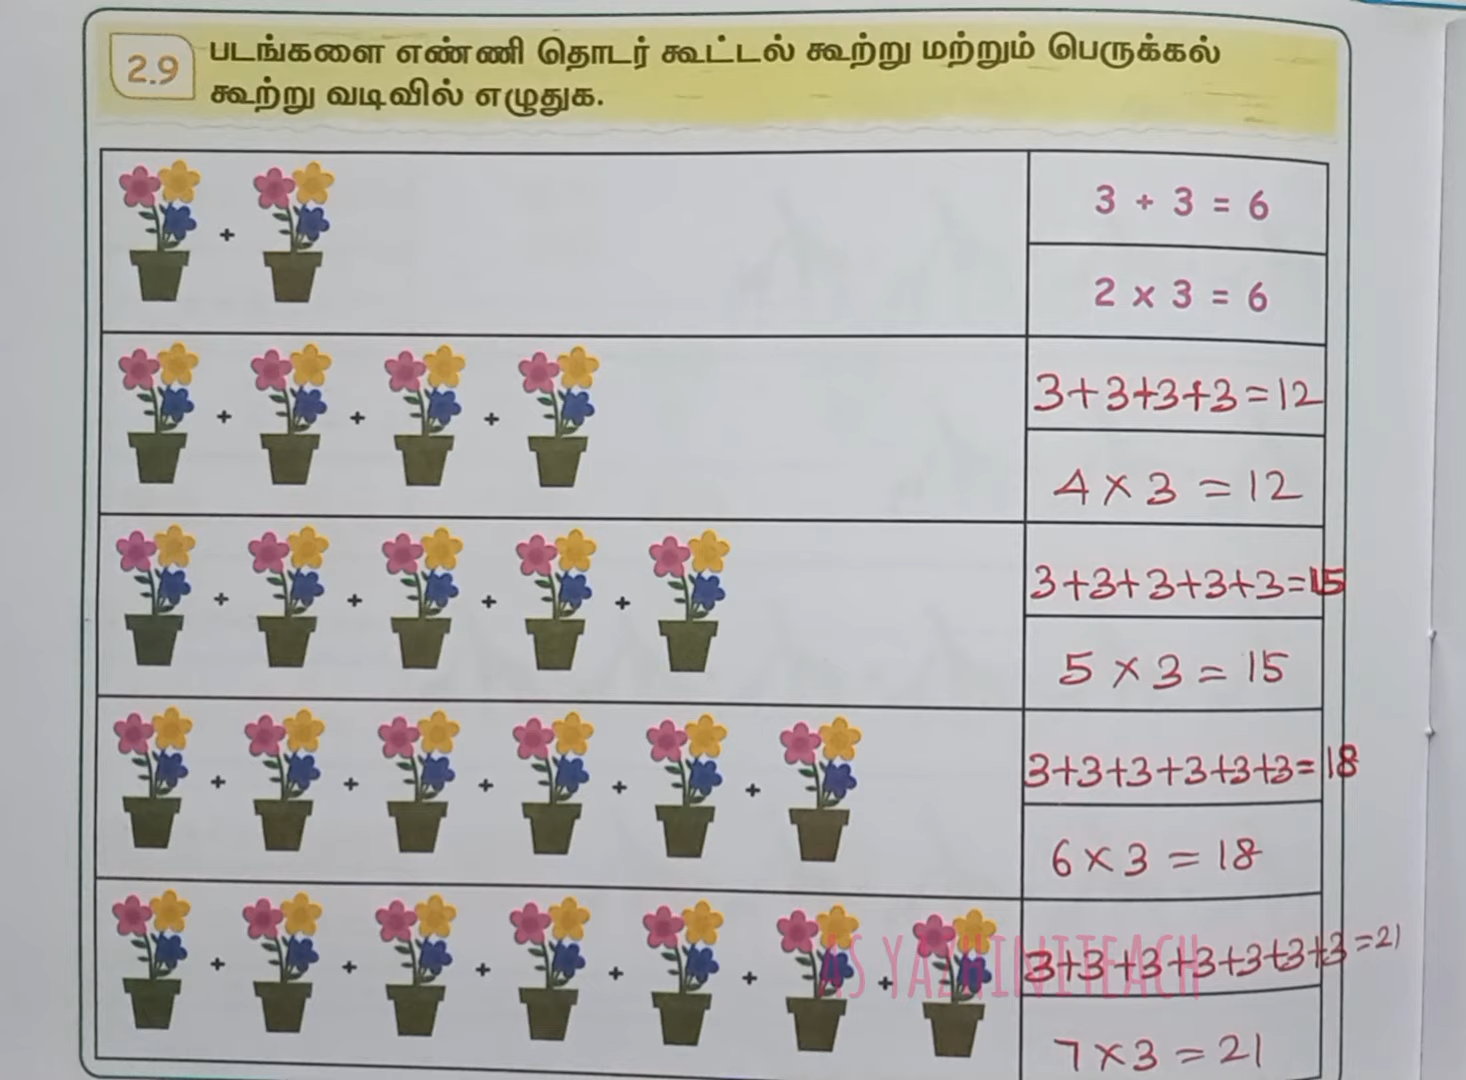 2.9 படங்களை எண்ணி தொடர் கூட்டல் கூற்று மற்றும் பெருக்கல்
கூற்று வடிவில் எழுதுக.
+
3 + 3 = 6
2 x 3 = 6
+ + +
3+3+3+3=12
4 × 3 = 12
+ + + +
3+3+3+3+3=15
5 × 3 = 15
+ + + + +
3+3+3+3+3+3=18
6 × 3 = 18
+ + + + + +
3+3+3+3+3+3+3=21
7 × 3 = 21
AS YAZHINITEACH